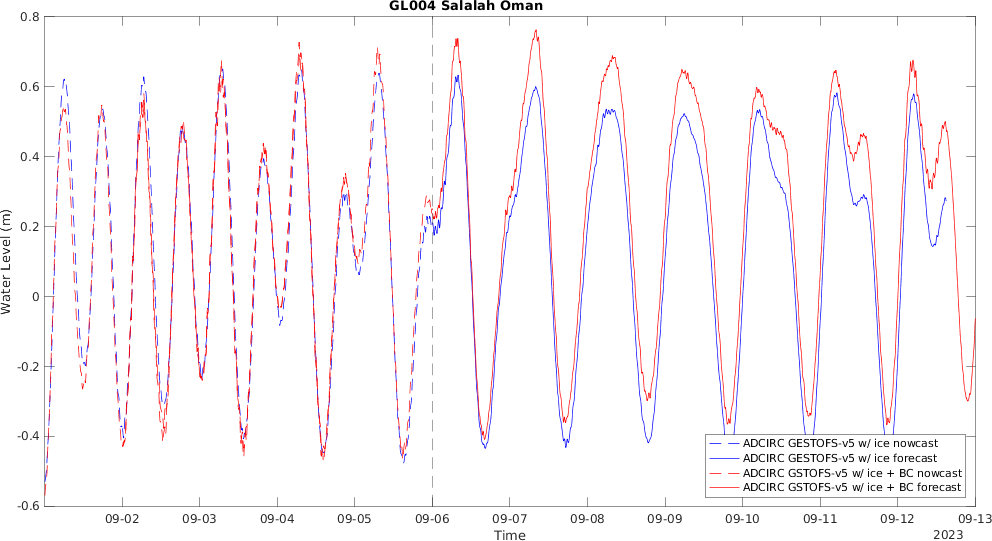 GL004 Salalah Oman
0.8
0.6
0.4
0.2
0
-0.2
-0.4
-0.6
Water Level (m)
ADCIRC GESTOFS-v5 w/ ice nowcast
ADCIRC GESTOFS-v5 w/ ice forecast
ADCIRC GSTOFS-v5 w/ ice + BC nowcast
ADCIRC GSTOFS-v5 w/ ice + BC forecast
09-02 09-03 09-04 09-05 09-06 09-07 09-08 09-09 09-10 09-11 09-12 09-13
Time
2023